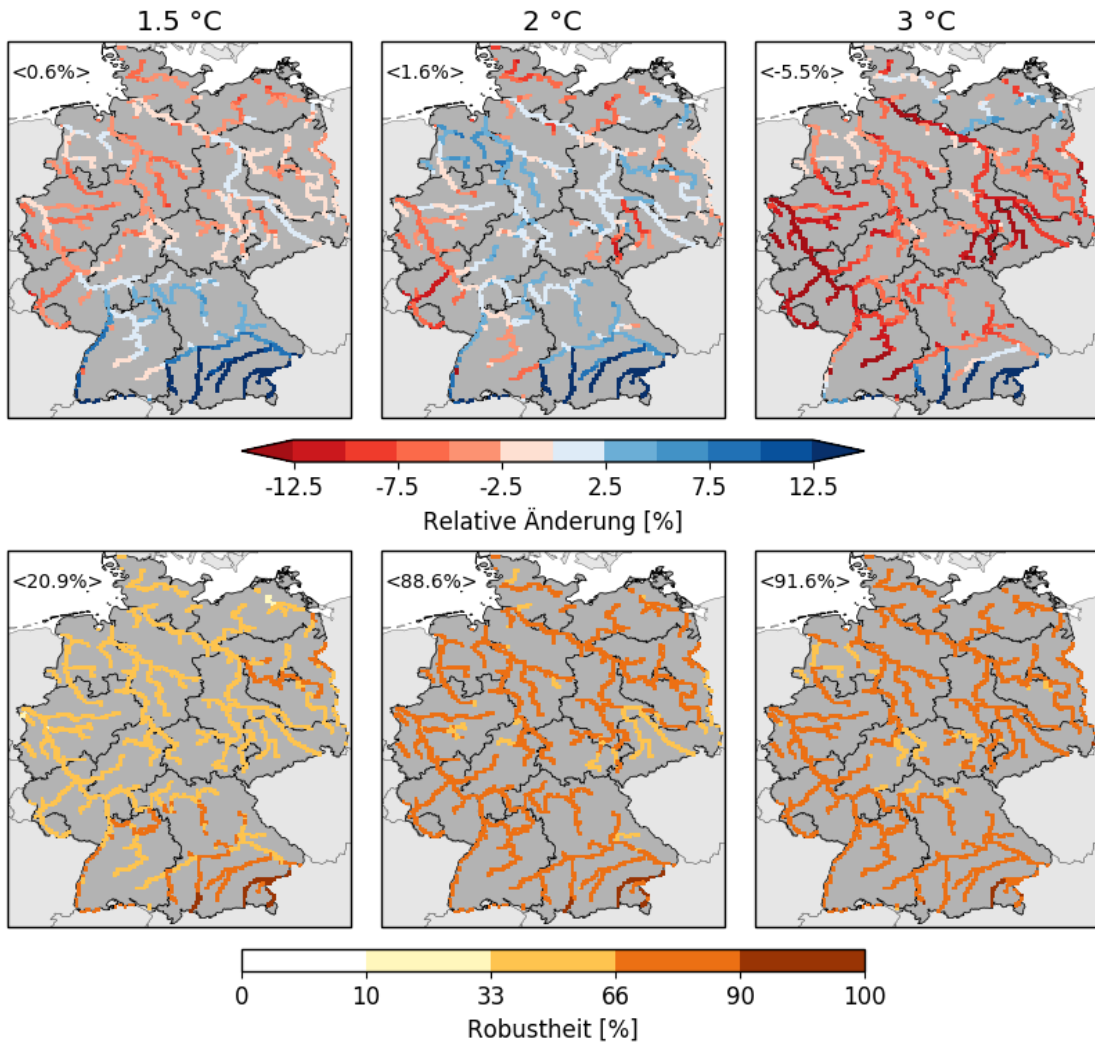 1.5 °C 2 °C 3 °C
<0.6%> <1.6%> <-5.5%>
-12.5 -7.5 -2.5 2.5 7.5 12.5
Relative Änderung [%]
<20.9%> <88.6%> <91.6%>
0 10 33 66 90 100
Robustheit [%]